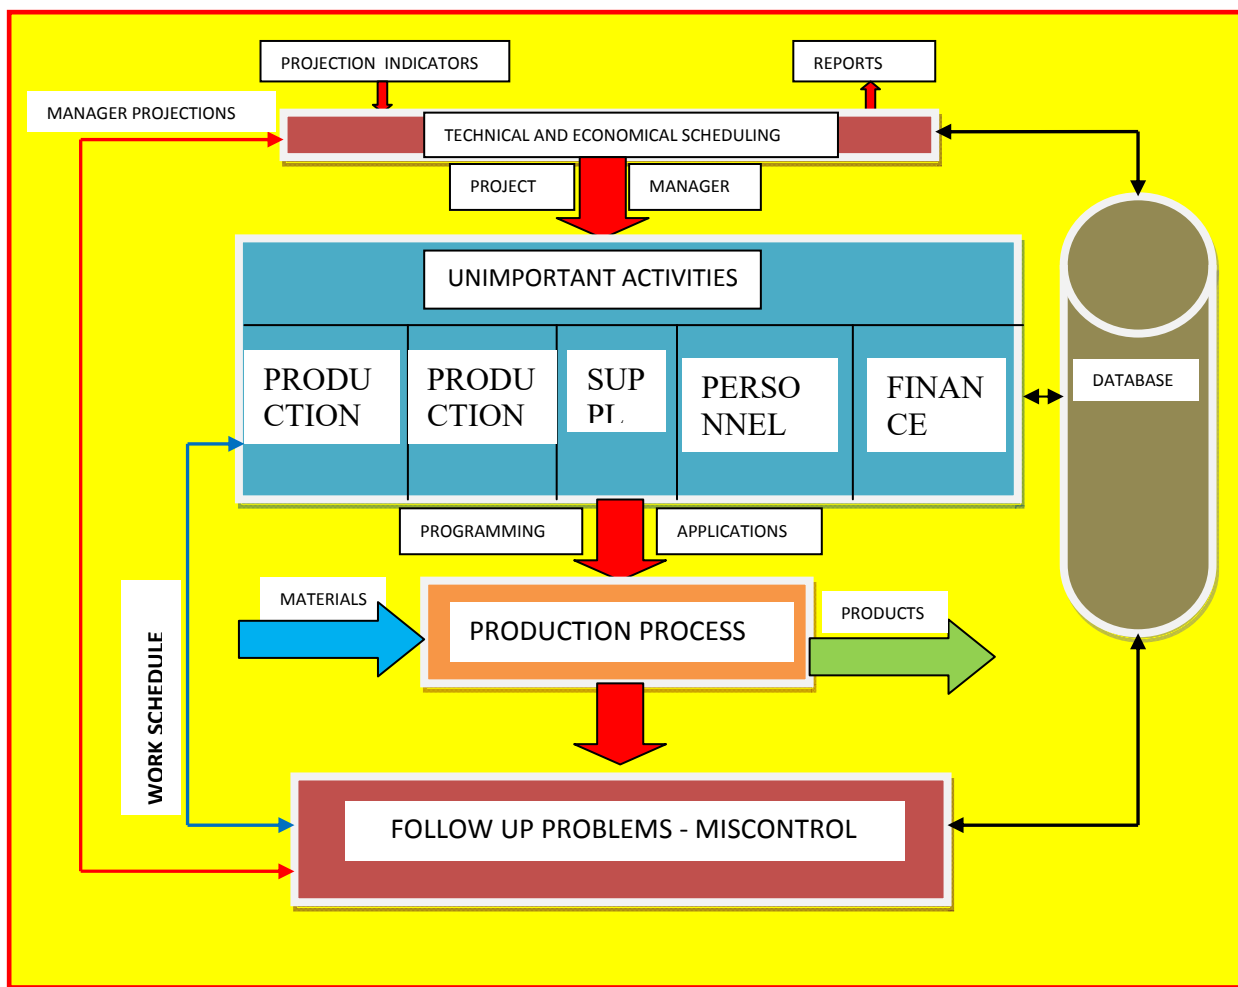 PROJECTION INDICATORS
REPORTS
MANAGER PROJECTIONS
TECHNICAL AND ECONOMICAL SCHEDULING
PROJECT
MANAGER
UNIMPORTANT ACTIVITIES
PRODU
CTION
PRODU
CTION
SUP
PERSO
NNEL
FINAN
CE
DATABASE
PROGRAMMING
APPLICATIONS
WORK SCHEDULE
MATERIALS
PRODUCTION PROCESS
PRODUCTS
FOLLOW UP PROBLEMS - MISCONTROL